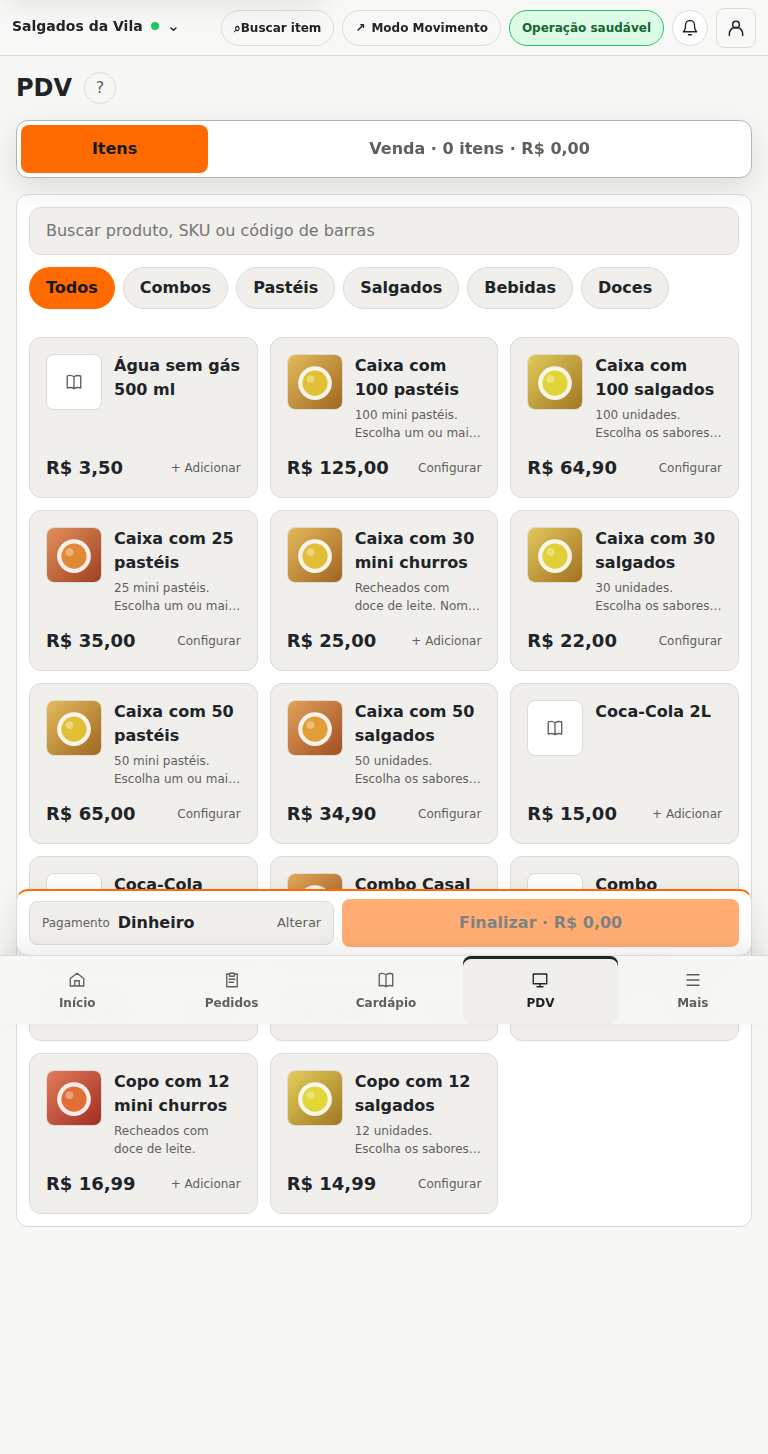 Salgados da Vila
Buscar item
Modo Movimento
Operação saudável
PDV
?
Itens
Venda · 0 itens · R$ 0,00
Buscar produto, SKU ou código de barras
Todos
Combos
Pastéis
Salgados
Bebidas
Doces
Água sem gás
500 ml
R$ 3,50
+ Adicionar
Caixa com
100 pastéis
100 mini pastéis.
Escolha um ou mai…
R$ 125,00
Configurar
Caixa com
100 salgados
100 unidades.
Escolha os sabores…
R$ 64,90
Configurar
Caixa com 25
pastéis
25 mini pastéis.
Escolha um ou mai…
R$ 35,00
Configurar
Caixa com 30
mini churros
Recheados com
doce de leite. Nom…
R$ 25,00
+ Adicionar
Caixa com 30
salgados
30 unidades.
Escolha os sabores…
R$ 22,00
Configurar
Caixa com 50
pastéis
50 mini pastéis.
Escolha um ou mai…
R$ 65,00
Configurar
Caixa com 50
salgados
50 unidades.
Escolha os sabores…
R$ 34,90
Configurar
Coca-Cola 2L
R$ 15,00
+ Adicionar
Coca-Cola
Combo Casal
Combo
Pagamento Dinheiro
Alterar
Finalizar · R$ 0,00
Início
Pedidos
Cardápio
PDV
Mais
Copo com 12
mini churros
Recheados com
doce de leite.
R$ 16,99
+ Adicionar
Copo com 12
salgados
12 unidades.
Escolha os sabores…
R$ 14,99
Configurar